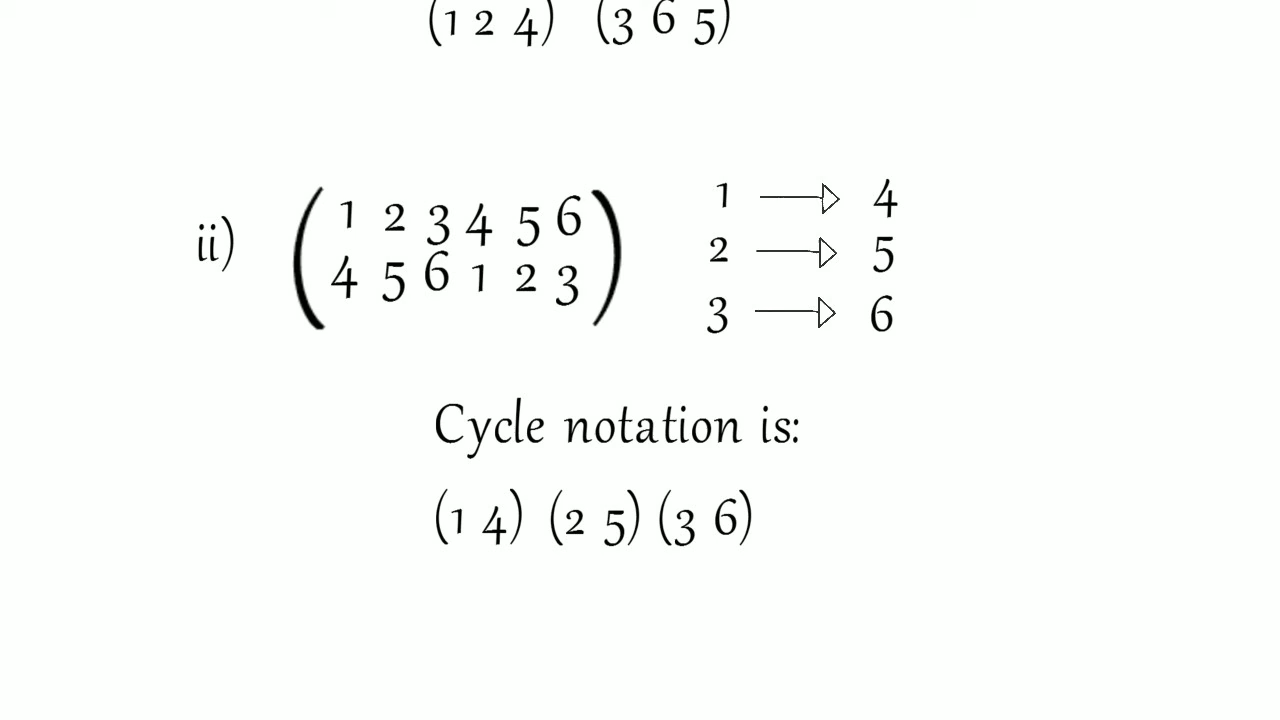 (1 2 4) (3 6 5)
ii) ( 1 2 3 4 5 6
4 5 6 1 2 3 )
1 → 4
2 → 5
3 → 6
Cycle notation is:
(1 4) (2 5) (3 6)